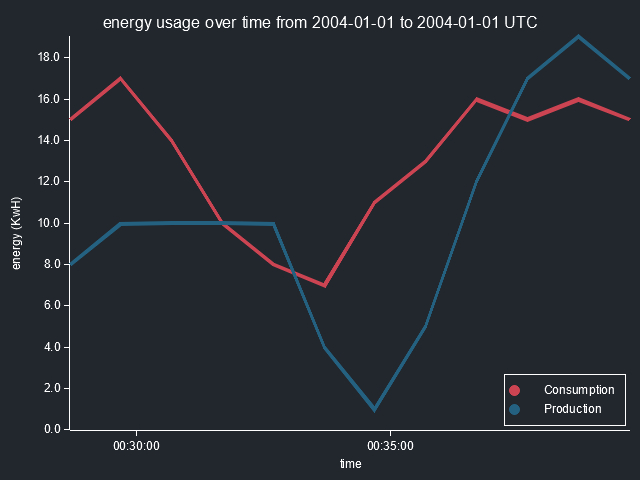 energy usage over time from 2004-01-01 to 2004-01-01 UTC
energy (KwH)
18.0
16.0
14.0
12.0
10.0
8.0
6.0
4.0
2.0
0.0
Consumption
Production
00:30:00
00:35:00
time